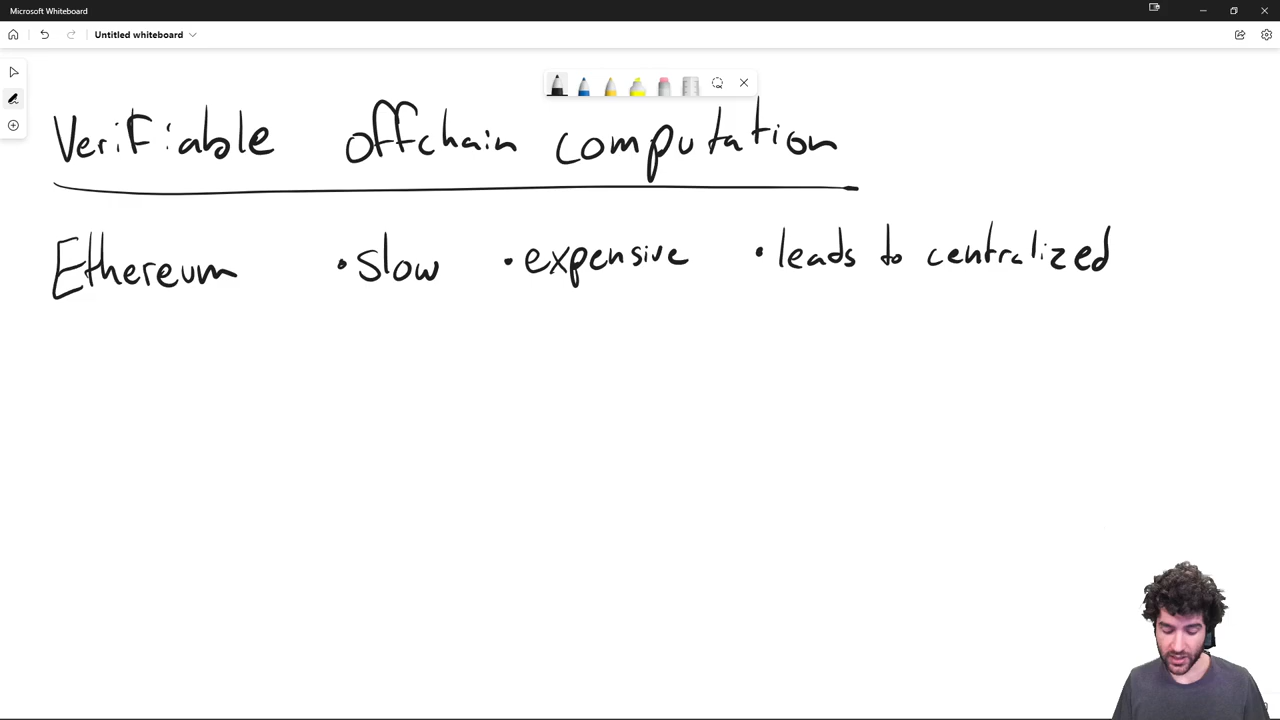 Microsoft Whiteboard
Untitled whiteboard
Verifiable offchain computation
Ethereum • slow • expensive • leads to centralized